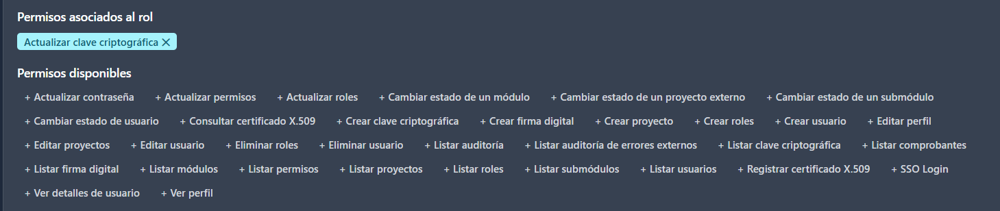 Permisos asociados al rol
Actualizar clave criptográfica ×
Permisos disponibles
+ Actualizar contraseña + Actualizar permisos + Actualizar roles + Cambiar estado de un módulo + Cambiar estado de un proyecto externo + Cambiar estado de un submódulo
+ Cambiar estado de usuario + Consultar certificado X.509 + Crear clave criptográfica + Crear firma digital + Crear proyecto + Crear roles + Crear usuario + Editar perfil
+ Editar proyectos + Editar usuario + Eliminar roles + Eliminar usuario + Listar auditoría + Listar auditoría de errores externos + Listar clave criptográfica + Listar comprobantes
+ Listar firma digital + Listar módulos + Listar permisos + Listar proyectos + Listar roles + Listar submódulos + Listar usuarios + Registrar certificado X.509 + SSO Login
+ Ver detalles de usuario + Ver perfil